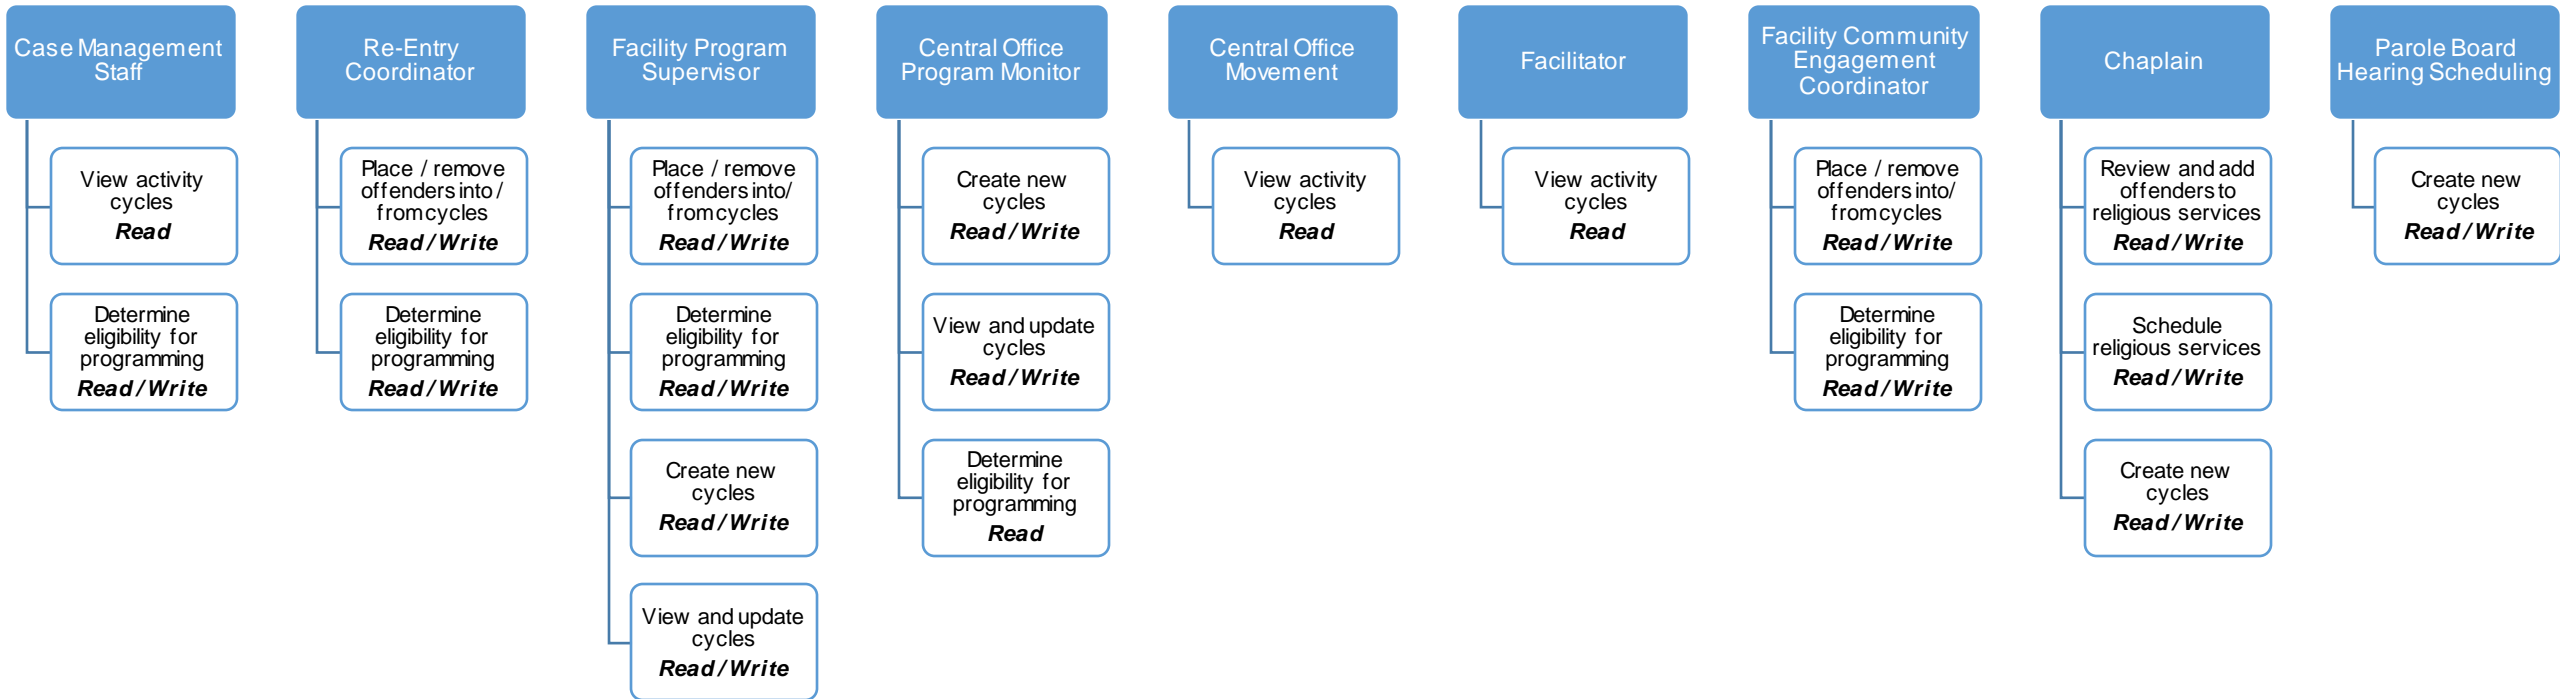 Case Management
Staff
View activity
cycles
Read
Determine
eligibility for
programming
Read / Write
Re-Entry
Coordinator
Place / remove
offenders into/
from cycles
Read / Write
Determine
eligibility for
programming
Read / Write
Facility Program
Supervisor
Place / remove
offenders into/
from cycles
Read / Write
Determine
eligibility for
programming
Read / Write
Create new
cycles
Read / Write
View and update
cycles
Read / Write
Central Office
Program Monitor
Create new
cycles
Read / Write
View and update
cycles
Read / Write
Determine
eligibility for
programming
Read
Central Office
Movement
View activity
cycles
Read
Facilitator
View activity
cycles
Read
Facility Community
Engagement
Coordinator
Place / remove
offenders into/
from cycles
Read / Write
Determine
eligibility for
programming
Read / Write
Chaplain
Review and add
offenders to
religious services
Read / Write
Schedule
religious services
Read / Write
Create new
cycles
Read / Write
Parole Board
Hearing Scheduling
Create new
cycles
Read / Write